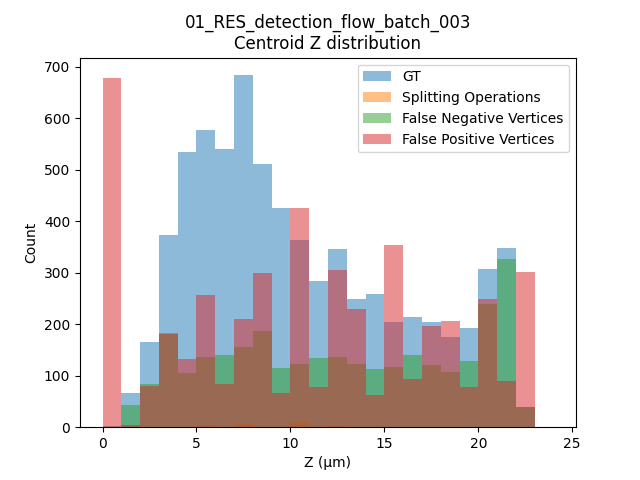 01_RES_detection_flow_batch_003
Centroid Z distribution
GT
Splitting Operations
False Negative Vertices
False Positive Vertices
Count
700
600
500
400
300
200
100
0
0 5 10 15 20 25
Z (μm)